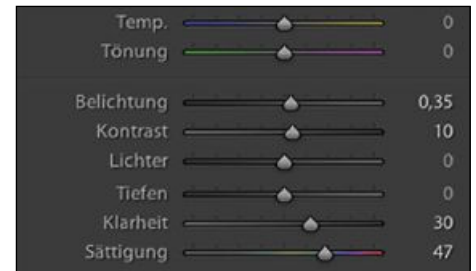 Temp. 0
Tönung 0
Belichtung 0,35
Kontrast 10
Lichter 0
Tiefen 0
Klarheit 30
Sättigung 47